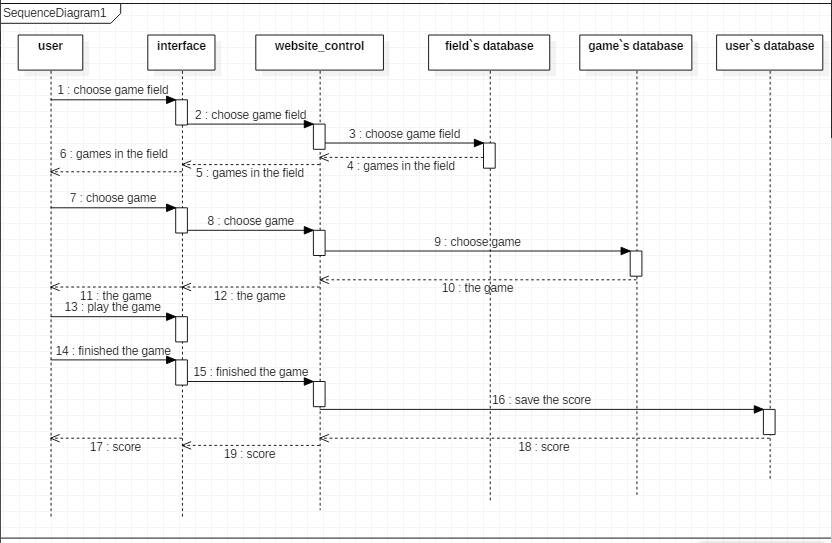 SequenceDiagram1
user
interface
website_control
field`s database
game`s database
user`s database
1 : choose game field
2 : choose game field
3 : choose game field
6 : games in the field
4 : games in the field
5 : games in the field
7 : choose game
8 : choose game
9 : choose game
10 : the game
11 : the game
12 : the game
13 : play the game
14 : finished the game
15 : finished the game
16 : save the score
17 : score
18 : score
19 : score